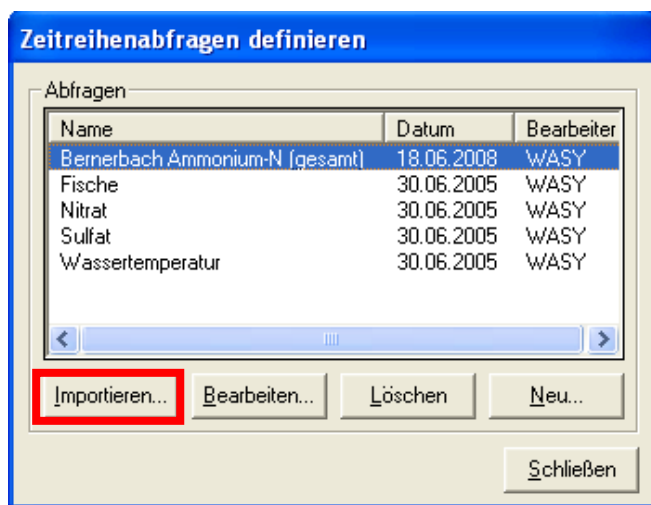 Zeitreihenabfragen definieren
Abfragen
Name Datum Bearbeiter
Bernerbach Ammonium-N (gesamt) 18.06.2008 WASY
Fische 30.06.2005 WASY
Nitrat 30.06.2005 WASY
Sulfat 30.06.2005 WASY
Wassertemperatur 30.06.2005 WASY
Importieren... Bearbeiten... Löschen Neu...
Schließen